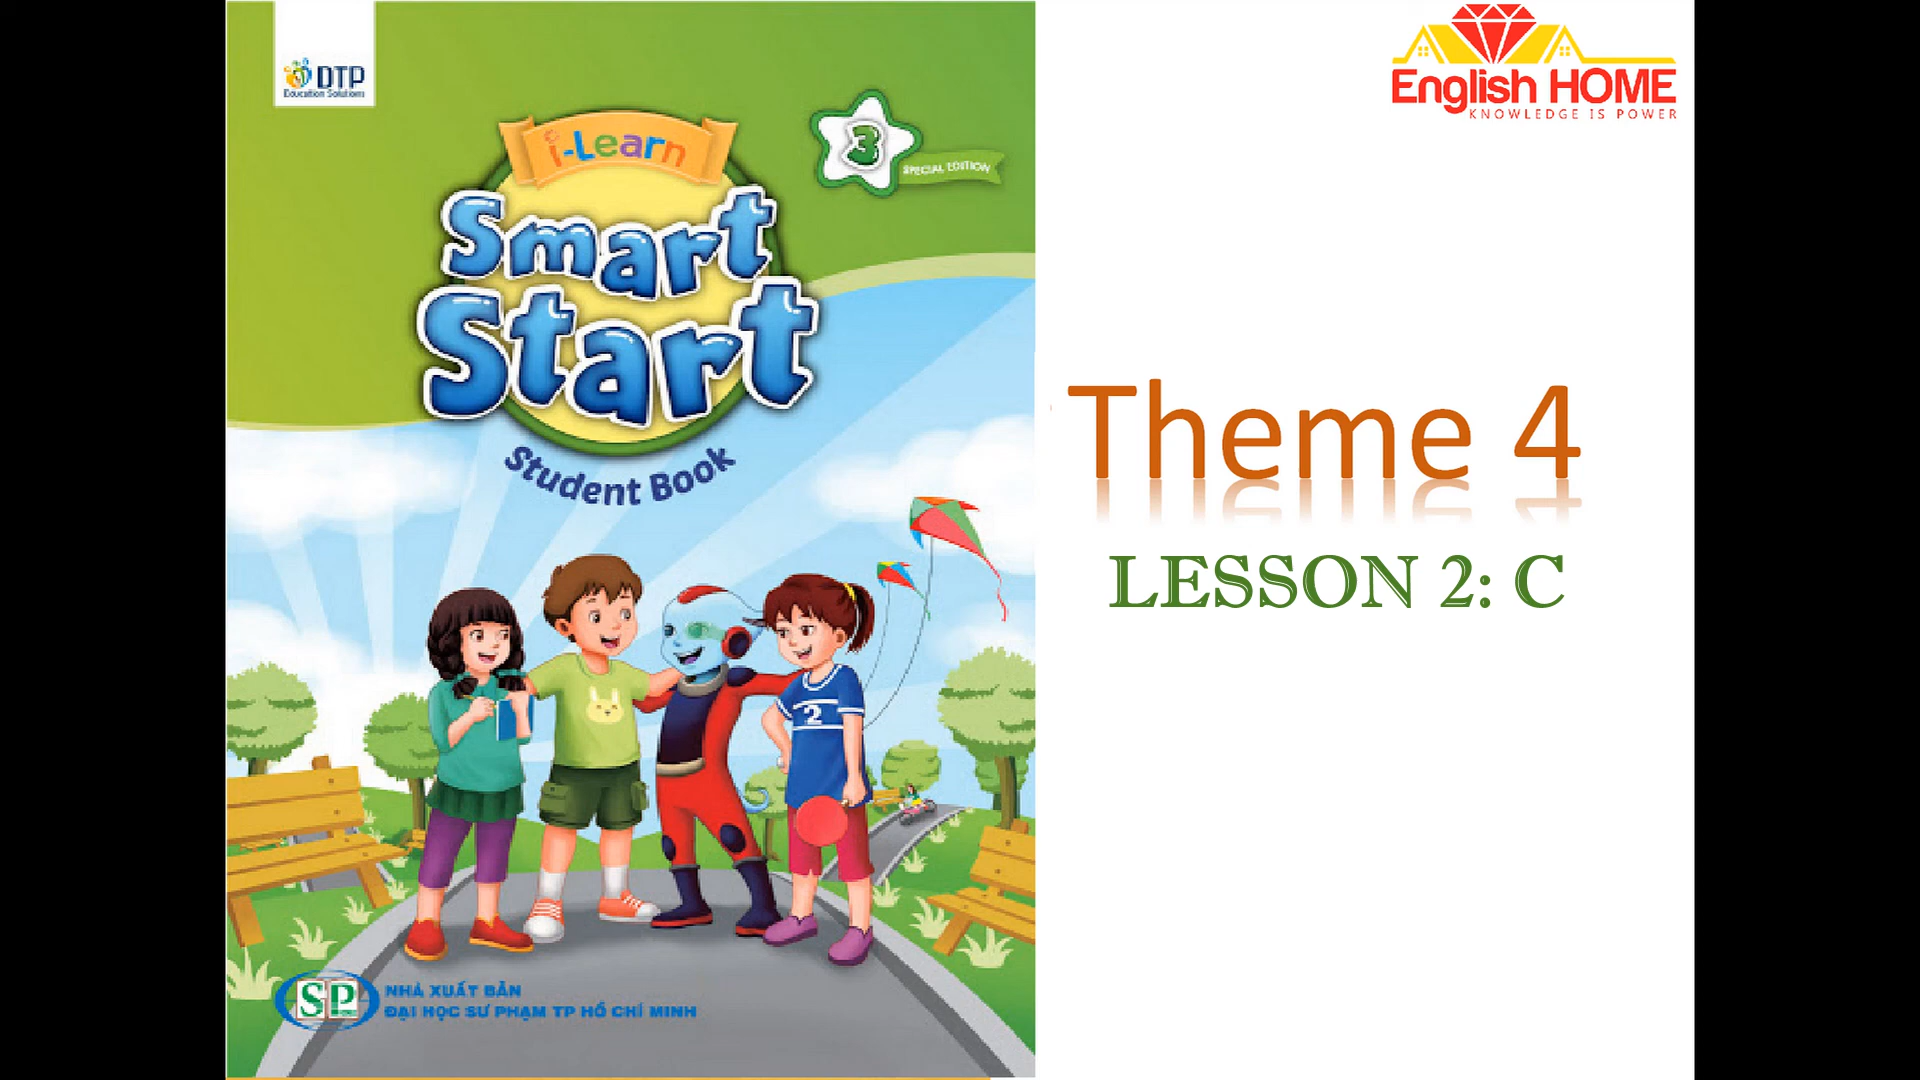 DTP
Education Solutions
i-Learn
Smart
Start
Student Book
3
SPECIAL EDITION
2
SP
NHÀ XUẤT BẢN
ĐẠI HỌC SƯ PHẠM TP HỒ CHÍ MINH
English HOME
KNOWLEDGE IS POWER
Theme 4
LESSON 2: C